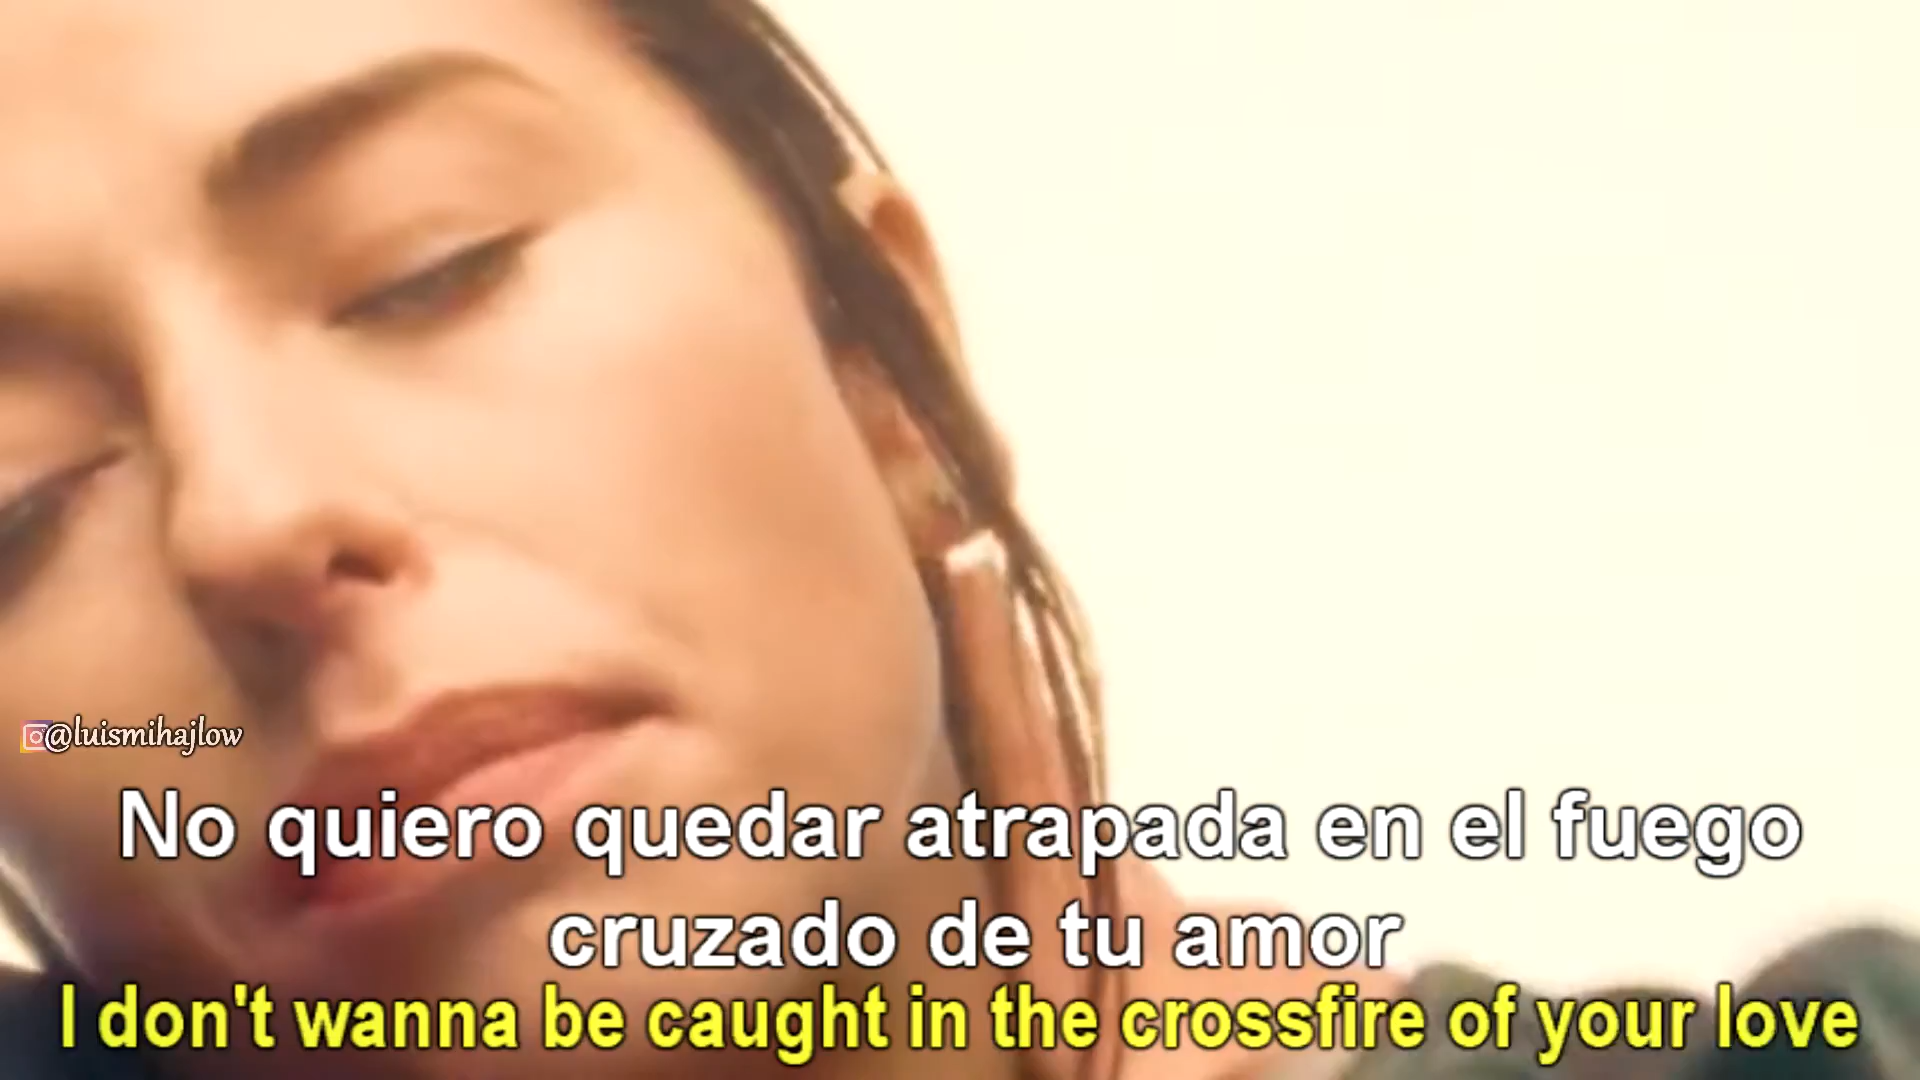 @luismihajlow
No quiero quedar atrapada en el fuego
cruzado de tu amor
I don't wanna be caught in the crossfire of your love